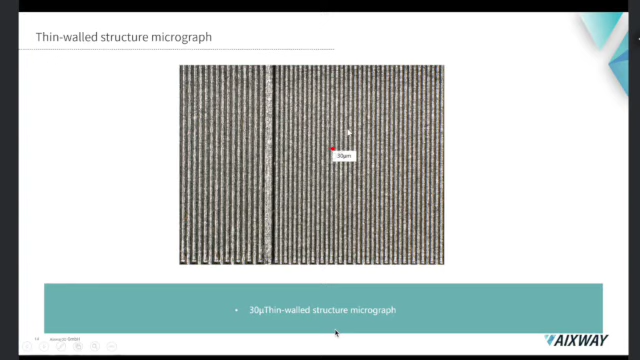 Thin-walled structure micrograph
30μm
• 30μThin-walled structure micrograph
AIXWAY